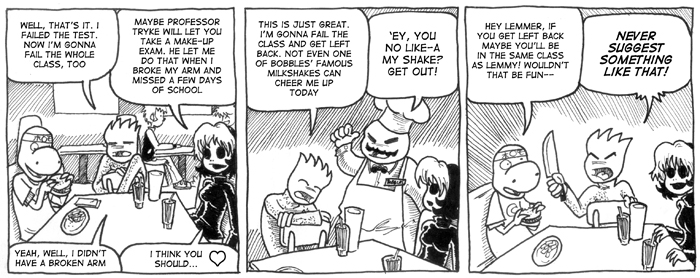 WELL, THAT'S IT. I
FAILED THE TEST.
NOW I'M GONNA
FAIL THE WHOLE
CLASS, TOO
MAYBE PROFESSOR
TRYKE WILL LET YOU
TAKE A MAKE-UP
EXAM. HE LET ME
DO THAT WHEN I
BROKE MY ARM AND
MISSED A FEW DAYS
OF SCHOOL
YEAH, WELL, I DIDN'T
HAVE A BROKEN ARM
I THINK YOU
SHOULD...
THIS IS JUST GREAT.
I'M GONNA FAIL THE
CLASS AND GET LEFT
BACK. NOT EVEN ONE
OF BOBBLES' FAMOUS
MILKSHAKES CAN
CHEER ME UP
TODAY
'EY, YOU
NO LIKE-A
MY SHAKE?
GET OUT!
HEY LEMMER, IF
YOU GET LEFT BACK
MAYBE YOU'LL BE
IN THE SAME CLASS
AS LEMMY! WOULDN'T
THAT BE FUN--
NEVER
SUGGEST
SOMETHING
LIKE THAT!